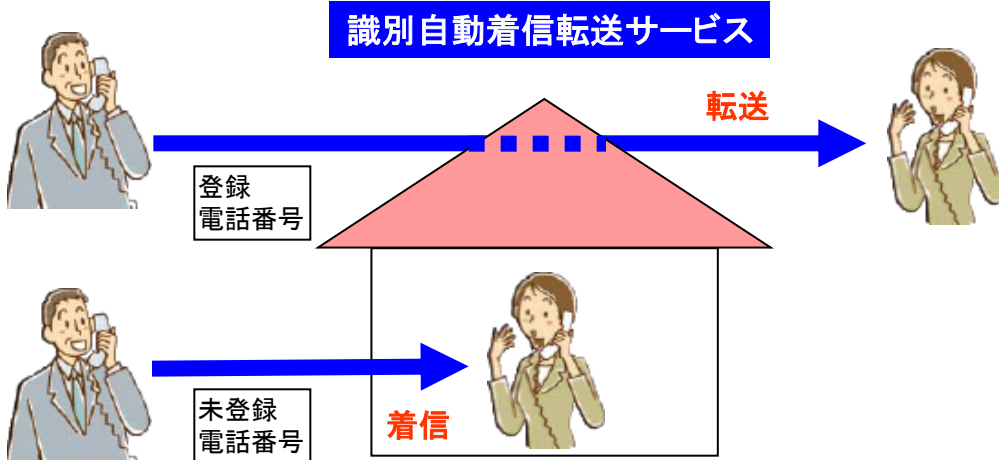 識別自動着信転送サービス
転送
登録
電話番号
未登録
電話番号
着信